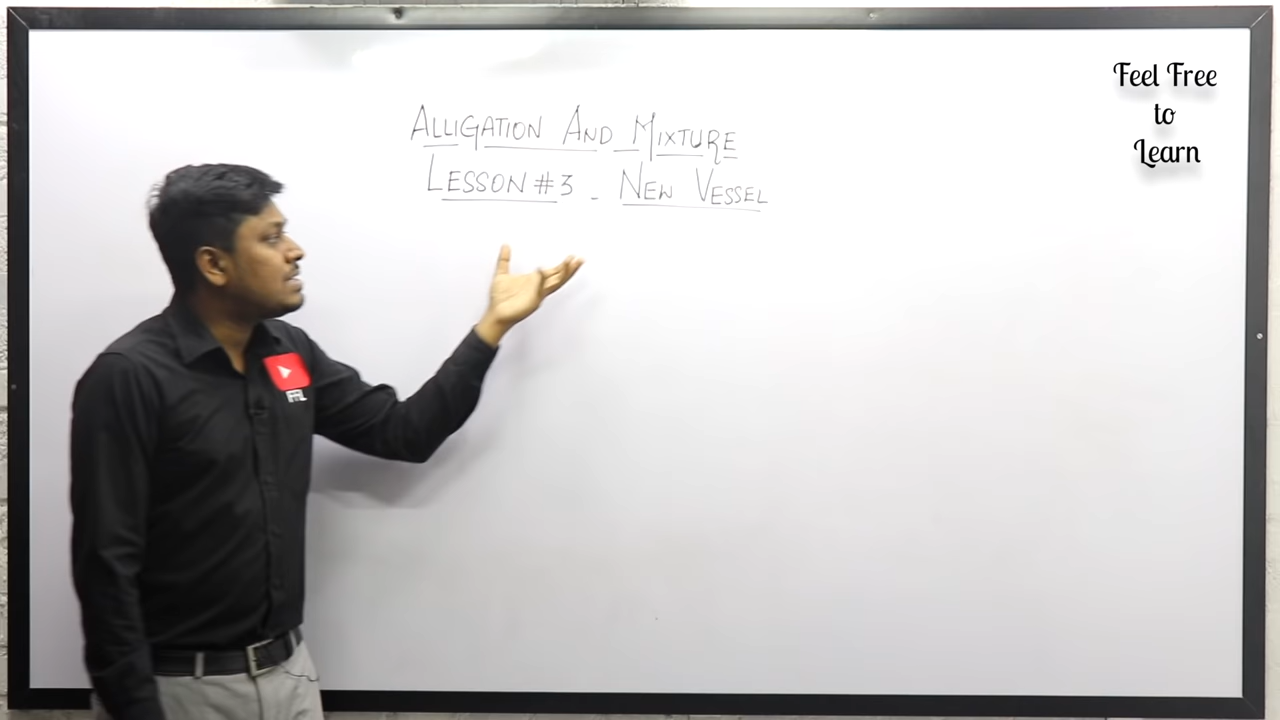 ALLIGATION AND MIXTURE
LESSON #3 - NEW VESSEL
Feel Free
to
Learn